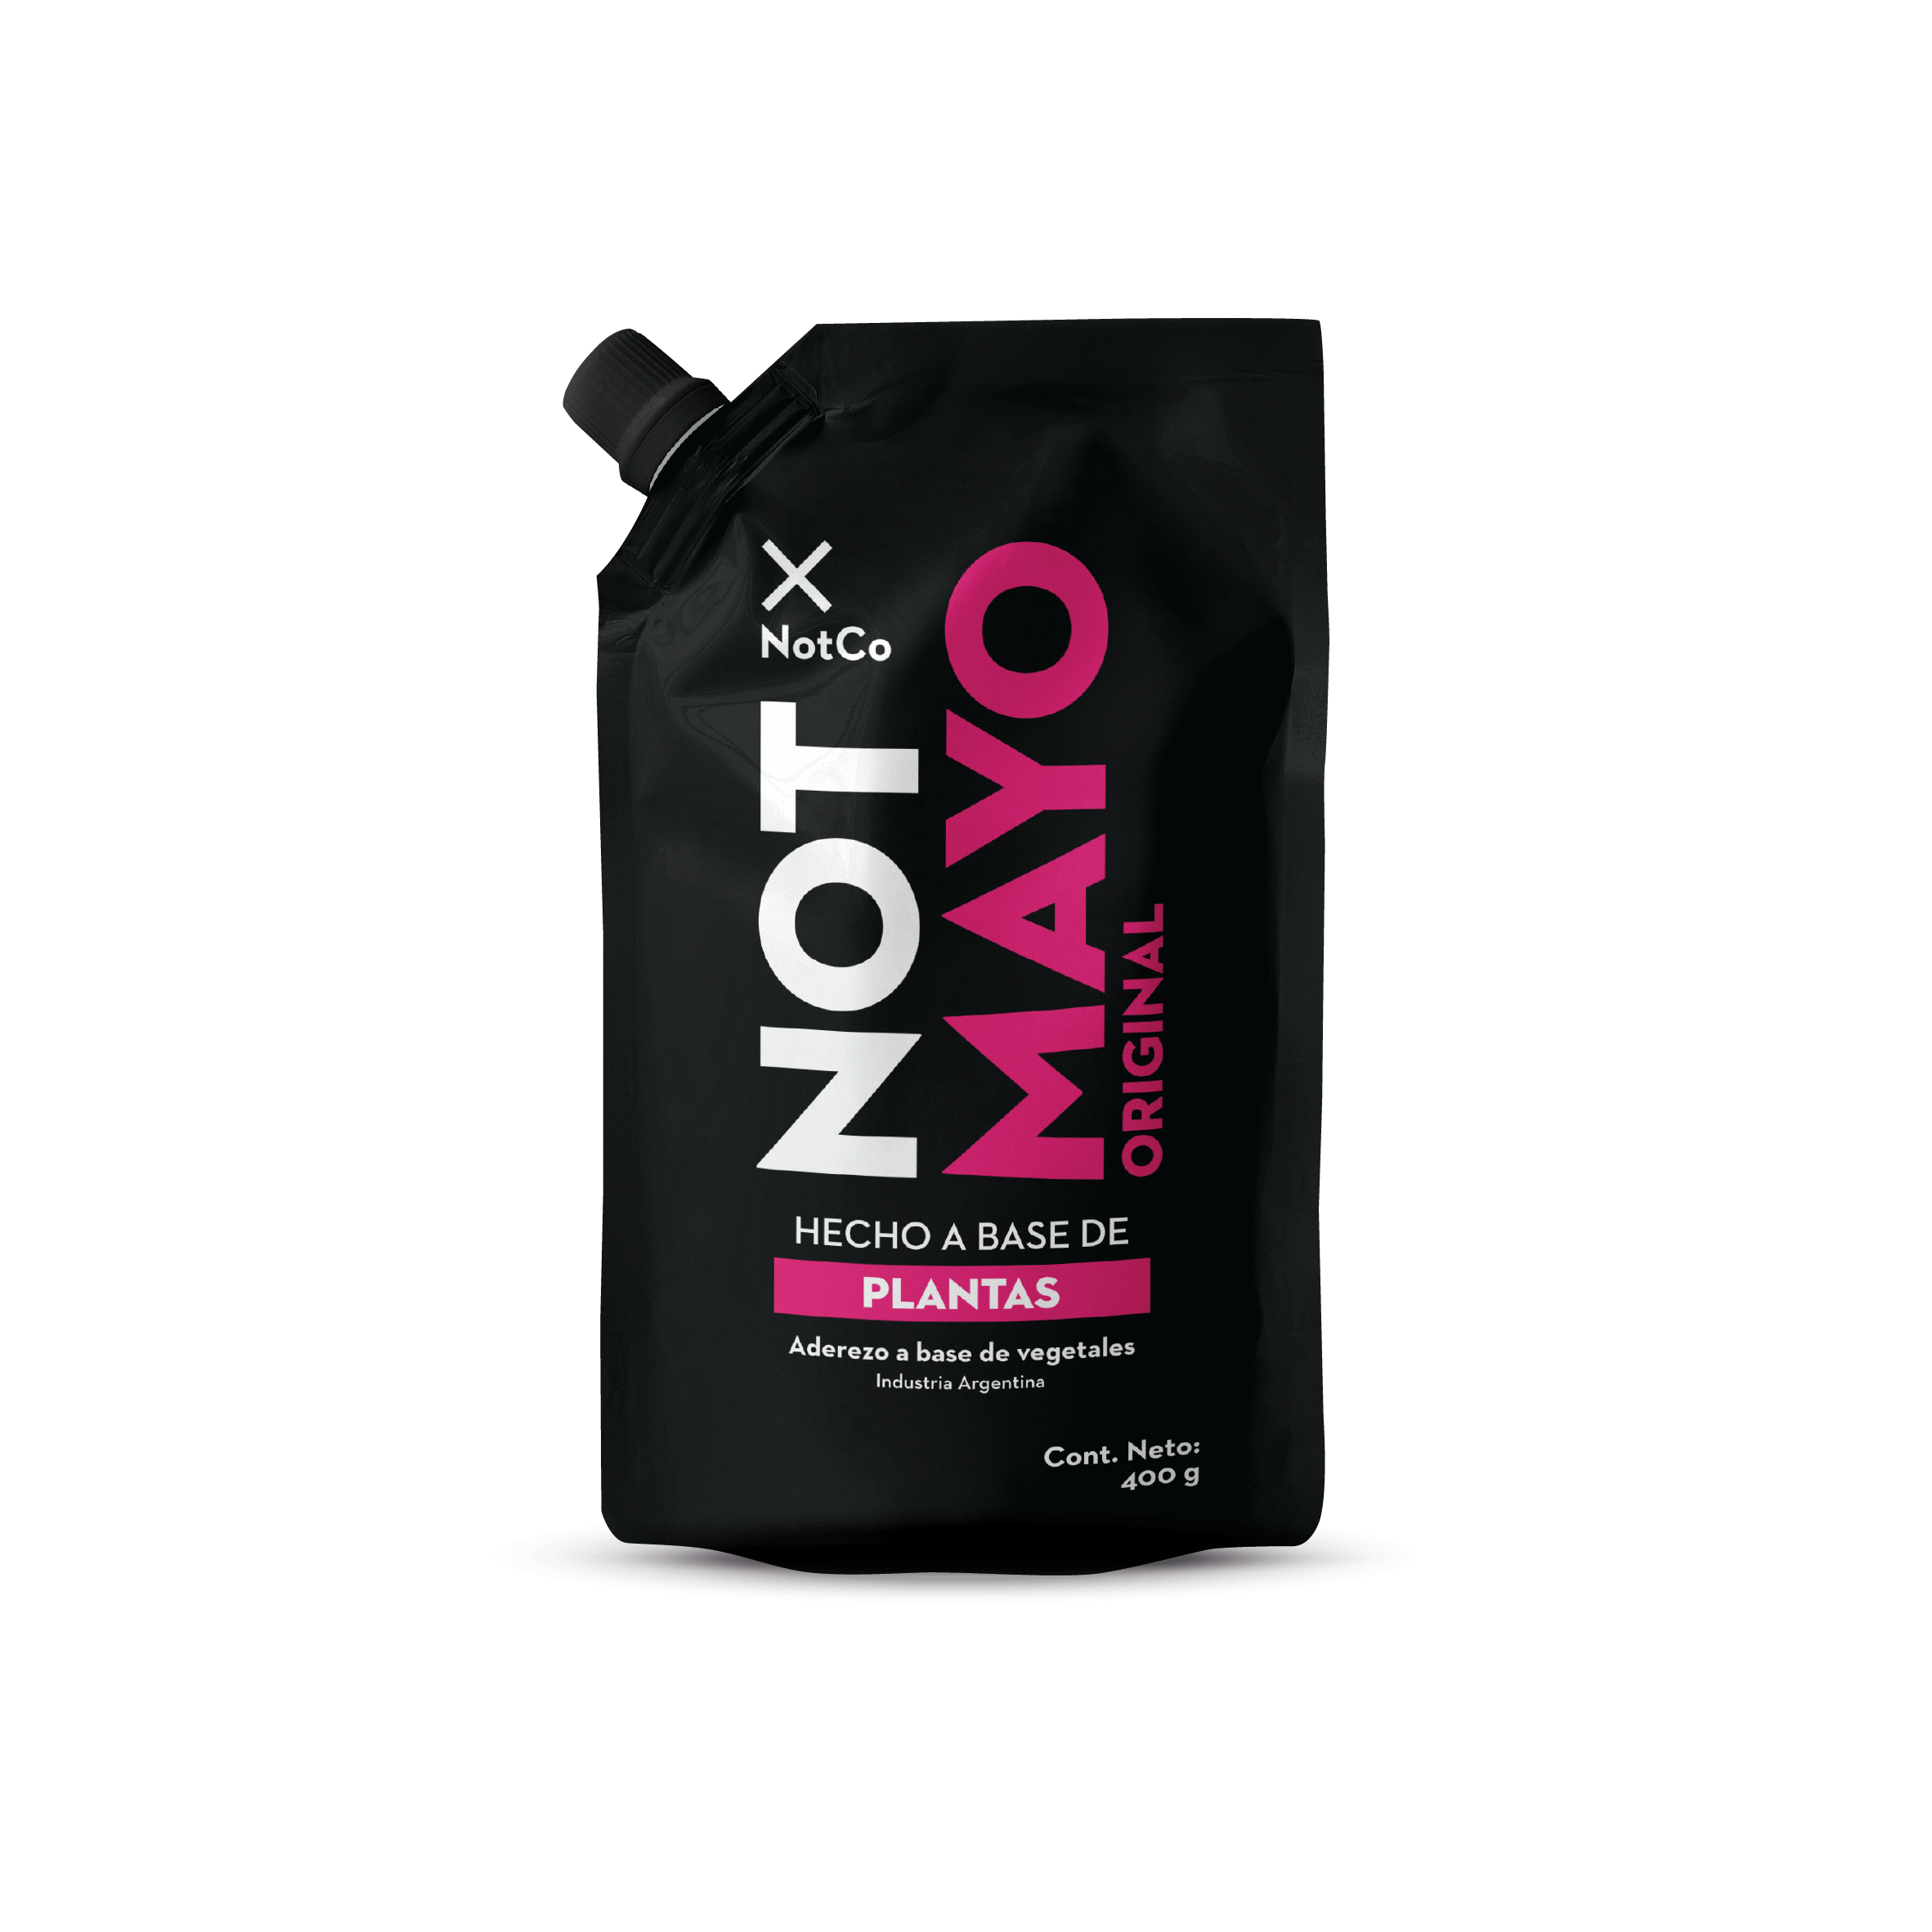 NotCo
NOT
MAYO
ORIGINAL
HECHO A BASE DE
PLANTAS
Aderezo a base de vegetales
Industria Argentina
Cont. Neto:
400 g